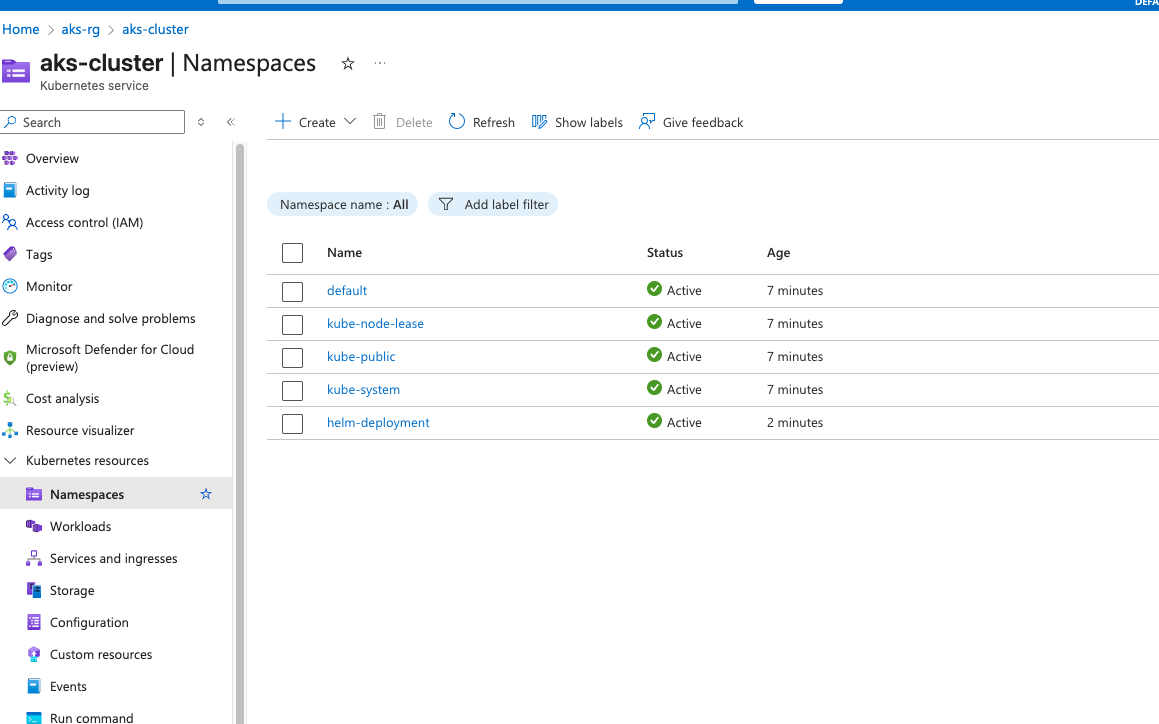 DEFA
Home > aks-rg > aks-cluster
aks-cluster | Namespaces
Kubernetes service
Search
Create
Delete
Refresh
Show labels
Give feedback
Overview
Activity log
Access control (IAM)
Tags
Monitor
Diagnose and solve problems
Microsoft Defender for Cloud
(preview)
Cost analysis
Resource visualizer
Kubernetes resources
Namespaces
Workloads
Services and ingresses
Storage
Configuration
Custom resources
Events
Run command
Namespace name : All
Add label filter
Name Status Age
default Active 7 minutes
kube-node-lease Active 7 minutes
kube-public Active 7 minutes
kube-system Active 7 minutes
helm-deployment Active 2 minutes